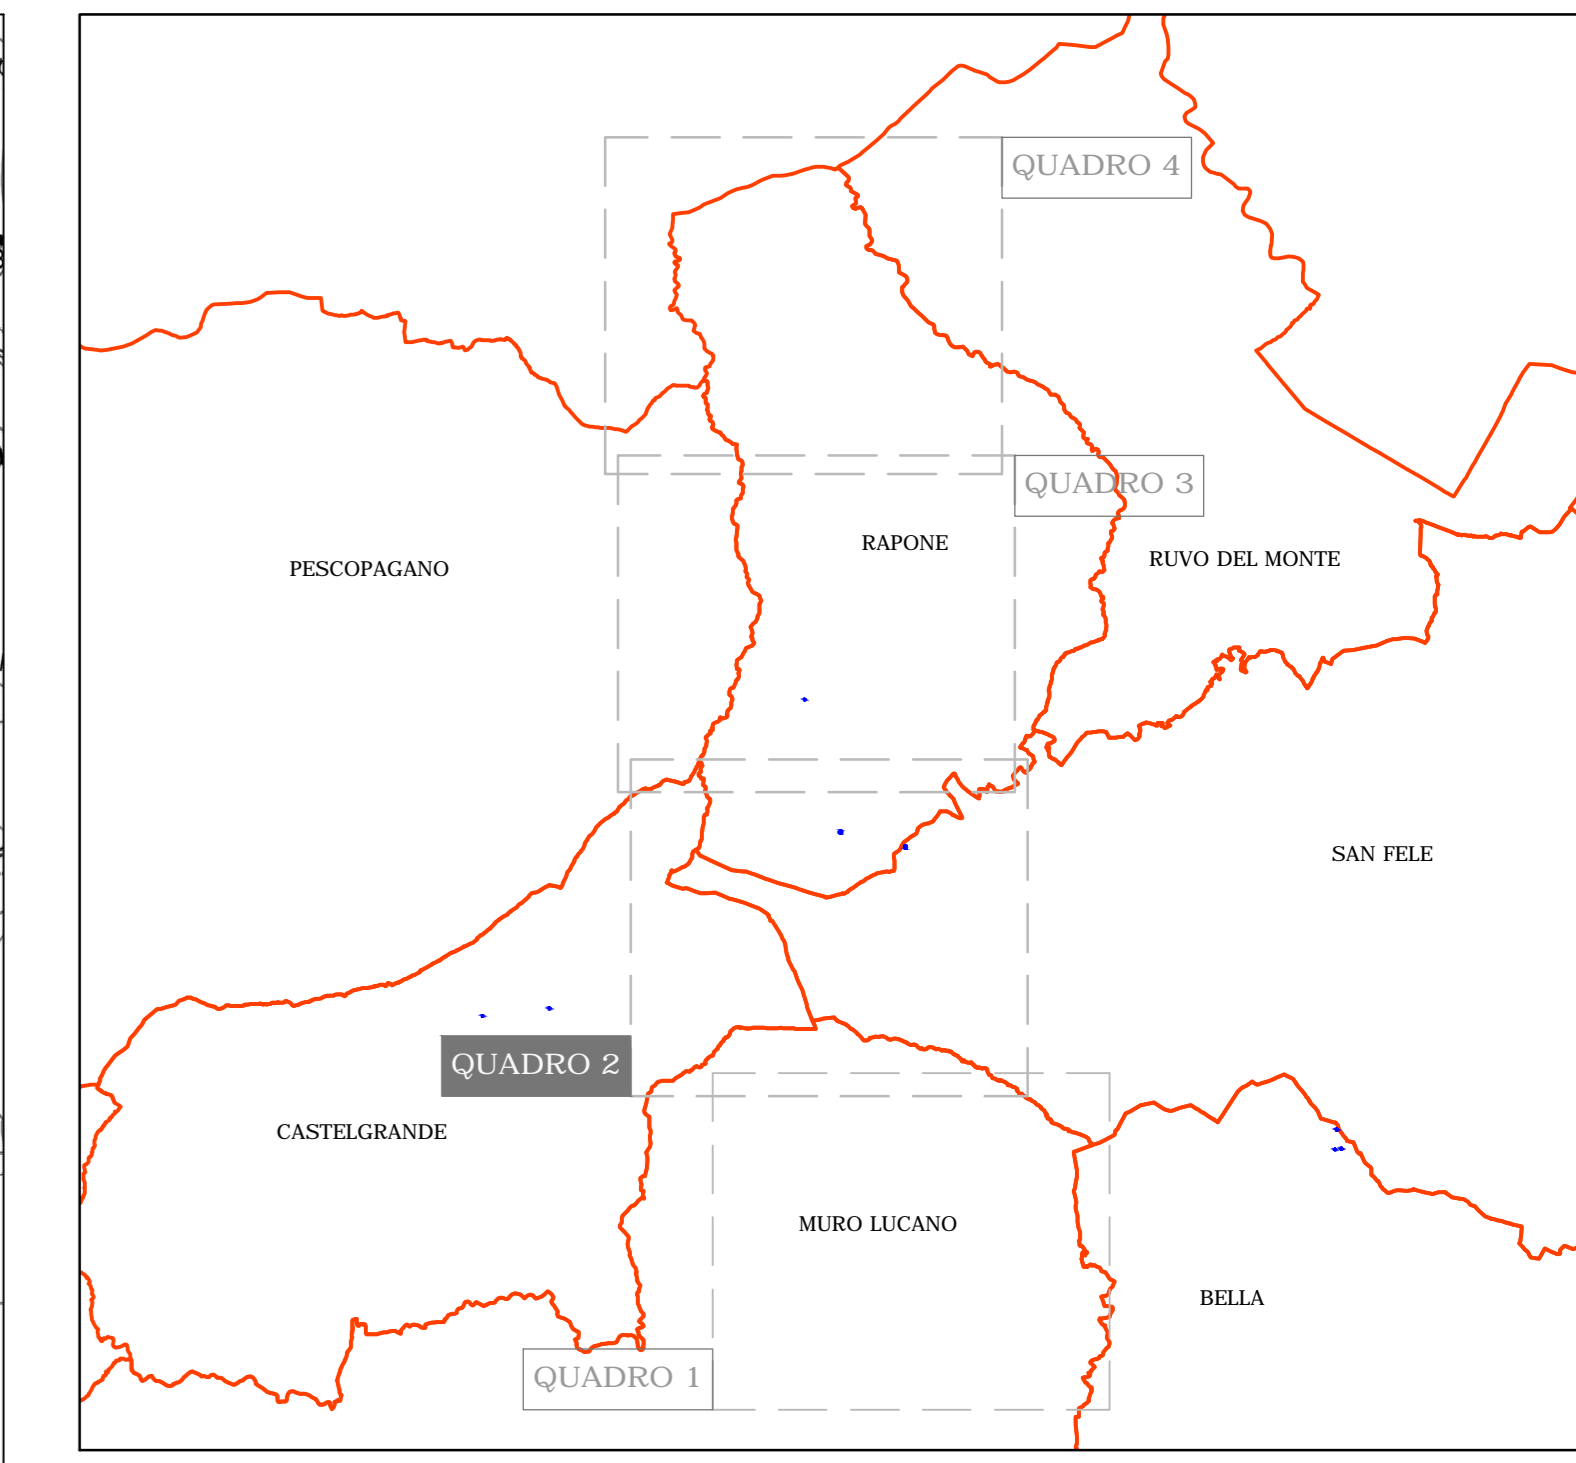 QUADRO 4
QUADRO 3
RAPONE
RUVO DEL MONTE
PESCOPAGANO
SAN FELE
QUADRO 2
CASTELGRANDE
MURO LUCANO
BELLA
QUADRO 1